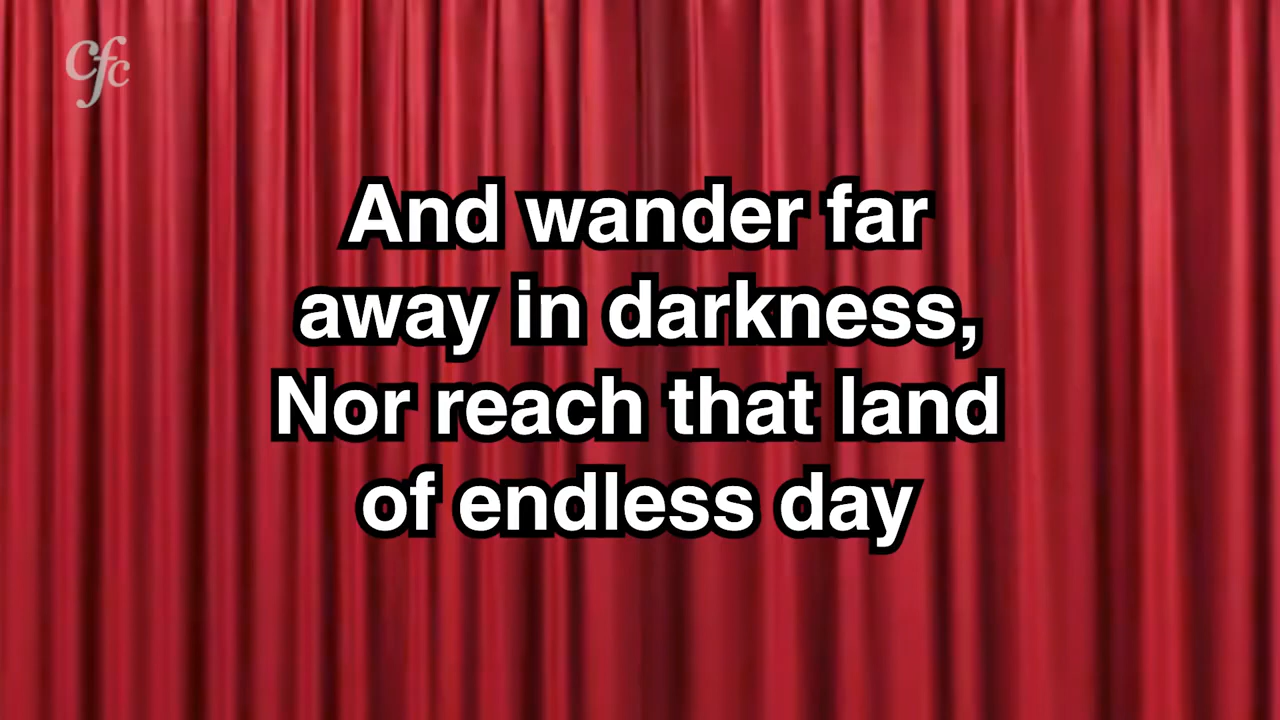 cfc
And wander far
away in darkness,
Nor reach that land
of endless day